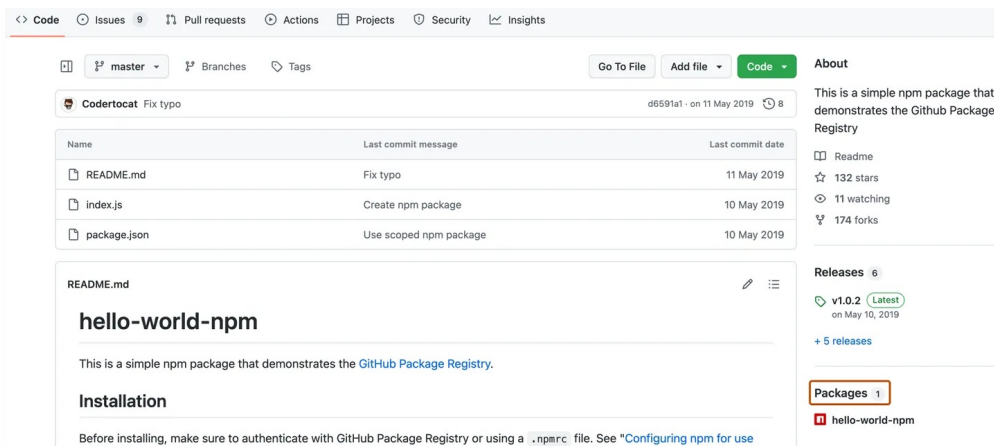 Code Issues 9 Pull requests Actions Projects Security Insights
master Branches Tags Go To File Add file Code
Codertocat Fix typo d6591a1 · on 11 May 2019 8
Name Last commit message Last commit date
README.md Fix typo 11 May 2019
index.js Create npm package 10 May 2019
package.json Use scoped npm package 10 May 2019
README.md
hello-world-npm
This is a simple npm package that demonstrates the GitHub Package Registry.
Installation
Before installing, make sure to authenticate with GitHub Package Registry or using a .npmrc file. See "Configuring npm for use
About
This is a simple npm package that
demonstrates the Github Package
Registry
Readme
132 stars
11 watching
174 forks
Releases 6
v1.0.2 Latest
on May 10, 2019
+ 5 releases
Packages 1
hello-world-npm